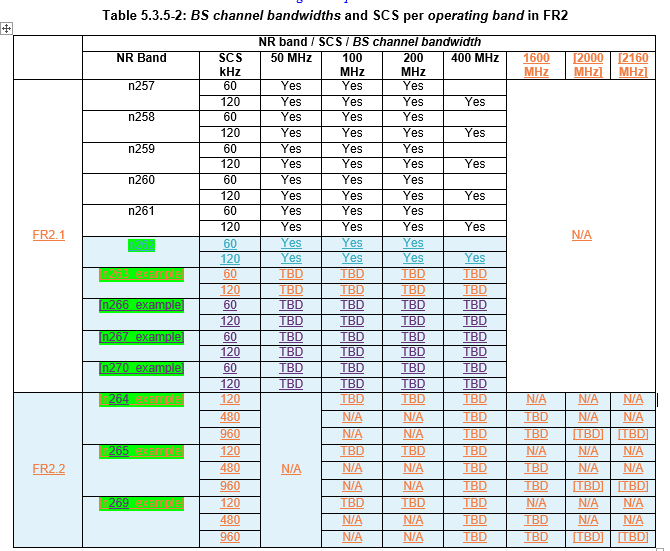 Table 5.3.5-2: BS channel bandwidths and SCS per operating band in FR2
NR band / SCS / BS channel bandwidth
NR Band SCS kHz 50 MHz 100 MHz 200 MHz 400 MHz 1600 MHz [2000 MHz] [2160 MHz]
n257 60 Yes Yes Yes
120 Yes Yes Yes Yes
n258 60 Yes Yes Yes
120 Yes Yes Yes Yes
n259 60 Yes Yes Yes
120 Yes Yes Yes Yes
n260 60 Yes Yes Yes
120 Yes Yes Yes Yes
n261 60 Yes Yes Yes
120 Yes Yes Yes Yes
FR2.1
N/A
60 Yes Yes Yes
120 Yes Yes Yes Yes
60 TBD TBD TBD TBD
120 TBD TBD TBD TBD
[n266_example] 60 TBD TBD TBD TBD
120 TBD TBD TBD TBD
[n267_example] 60 TBD TBD TBD TBD
120 TBD TBD TBD TBD
[n270_example] 60 TBD TBD TBD TBD
120 TBD TBD TBD TBD
264 120 TBD TBD TBD N/A N/A N/A
480 N/A N/A TBD TBD N/A N/A
960 N/A N/A TBD TBD [TBD] [TBD]
265 120 TBD TBD TBD N/A N/A N/A
FR2.2 480 N/A N/A N/A TBD TBD N/A N/A
960 N/A N/A TBD N/A [TBD] [TBD]
269 120 TBD TBD TBD N/A N/A N/A
480 N/A N/A TBD TBD N/A N/A
960 N/A N/A TBD TBD [TBD] [TBD]